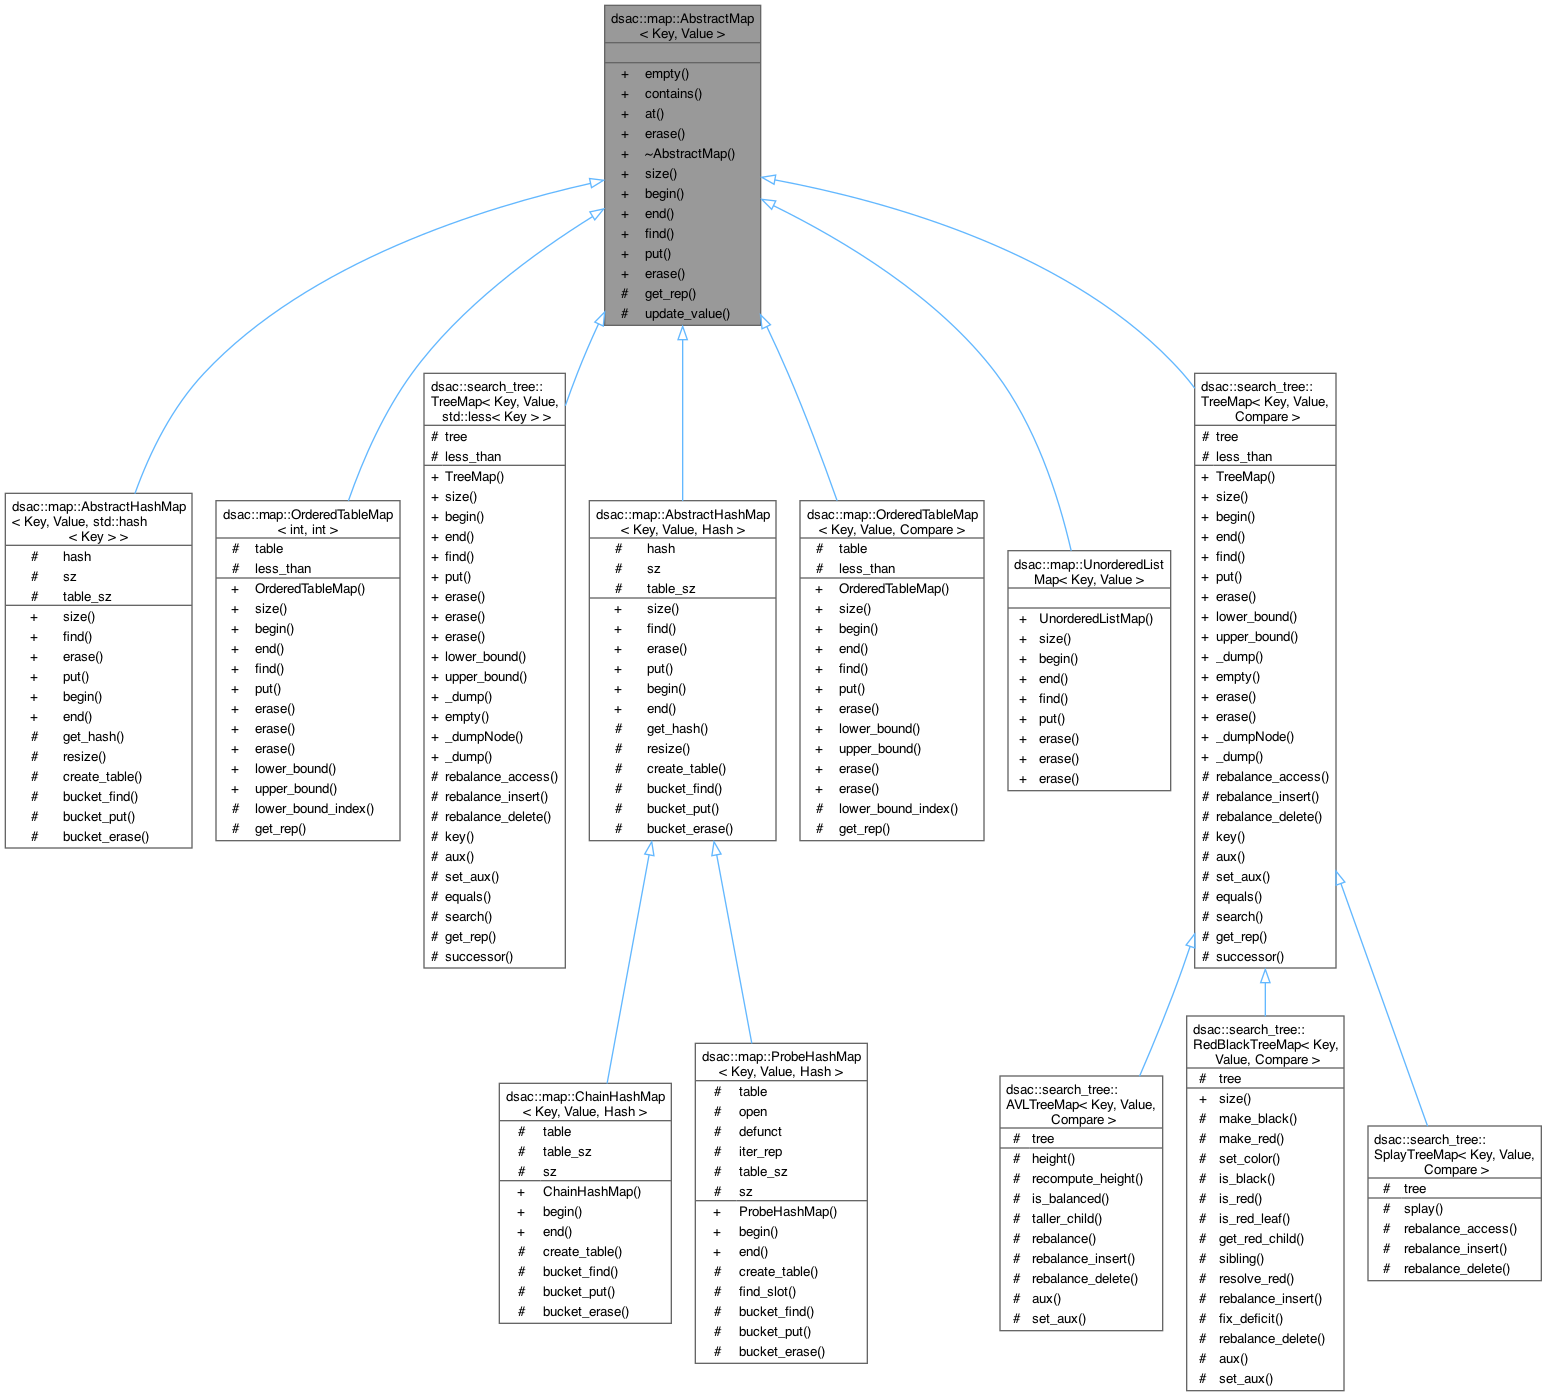 dsac::map::AbstractMap
< Key, Value >
+ empty()
+ contains()
+ at()
+ erase()
+ ~AbstractMap()
+ size()
+ begin()
+ end()
+ find()
+ put()
+ erase()
# get_rep()
# update_value()
dsac::map::AbstractHashMap
< Key, Value, std::hash
< Key > >
# hash
# sz
# table_sz
+ size()
+ find()
+ erase()
+ put()
+ begin()
+ end()
# get_hash()
# resize()
# create_table()
# bucket_find()
# bucket_put()
# bucket_erase()
dsac::map::OrderedTableMap
< int, int >
# table
# less_than
+ OrderedTableMap()
+ size()
+ begin()
+ end()
+ find()
+ put()
+ erase()
+ erase()
+ erase()
+ lower_bound()
+ upper_bound()
# lower_bound_index()
# get_rep()
dsac::search_tree::
TreeMap< Key, Value,
std::less< Key > >
# tree
# less_than
+ TreeMap()
+ size()
+ begin()
+ end()
+ find()
+ put()
+ erase()
+ erase()
+ erase()
+ lower_bound()
+ upper_bound()
+ _dump()
+ empty()
+ _dumpNode()
+ _dump()
# rebalance_access()
# rebalance_insert()
# rebalance_delete()
# key()
# aux()
# set_aux()
# equals()
# search()
# get_rep()
# successor()
dsac::map::AbstractHashMap
< Key, Value, Hash >
# hash
# sz
# table_sz
+ size()
+ find()
+ erase()
+ put()
+ begin()
+ end()
# get_hash()
# resize()
# create_table()
# bucket_find()
# bucket_put()
# bucket_erase()
dsac::map::OrderedTableMap
< Key, Value, Compare >
# table
# less_than
+ OrderedTableMap()
+ size()
+ begin()
+ end()
+ find()
+ put()
+ erase()
+ lower_bound()
+ upper_bound()
+ erase()
+ erase()
# lower_bound_index()
# get_rep()
dsac::map::UnorderedList
Map< Key, Value >
+ UnorderedListMap()
+ size()
+ begin()
+ end()
+ find()
+ put()
+ erase()
+ erase()
+ erase()
dsac::search_tree::
TreeMap< Key, Value,
Compare >
# tree
# less_than
+ TreeMap()
+ size()
+ begin()
+ end()
+ find()
+ put()
+ erase()
+ lower_bound()
+ upper_bound()
+ _dump()
+ empty()
+ erase()
+ erase()
+ _dumpNode()
+ _dump()
# rebalance_access()
# rebalance_insert()
# rebalance_delete()
# key()
# aux()
# set_aux()
# equals()
# search()
# get_rep()
# successor()
dsac::map::ChainHashMap
< Key, Value, Hash >
# table
# table_sz
# sz
+ ChainHashMap()
+ begin()
+ end()
# create_table()
# bucket_find()
# bucket_put()
# bucket_erase()
dsac::map::ProbeHashMap
< Key, Value, Hash >
# table
# open
# defunct
# iter_rep
# table_sz
# sz
+ ProbeHashMap()
+ begin()
+ end()
# create_table()
# find_slot()
# bucket_find()
# bucket_put()
# bucket_erase()
dsac::search_tree::
AVLTreeMap< Key, Value,
Compare >
# tree
# height()
# recompute_height()
# is_balanced()
# taller_child()
# rebalance()
# rebalance_insert()
# rebalance_delete()
# aux()
# set_aux()
dsac::search_tree::
RedBlackTreeMap< Key,
Value, Compare >
# tree
+ size()
# make_black()
# make_red()
# set_color()
# is_black()
# is_red()
# is_red_leaf()
# get_red_child()
# sibling()
# resolve_red()
# rebalance_insert()
# fix_deficit()
# rebalance_delete()
# aux()
# set_aux()
dsac::search_tree::
SplayTreeMap< Key, Value,
Compare >
# tree
# splay()
# rebalance_access()
# rebalance_insert()
# rebalance_delete()